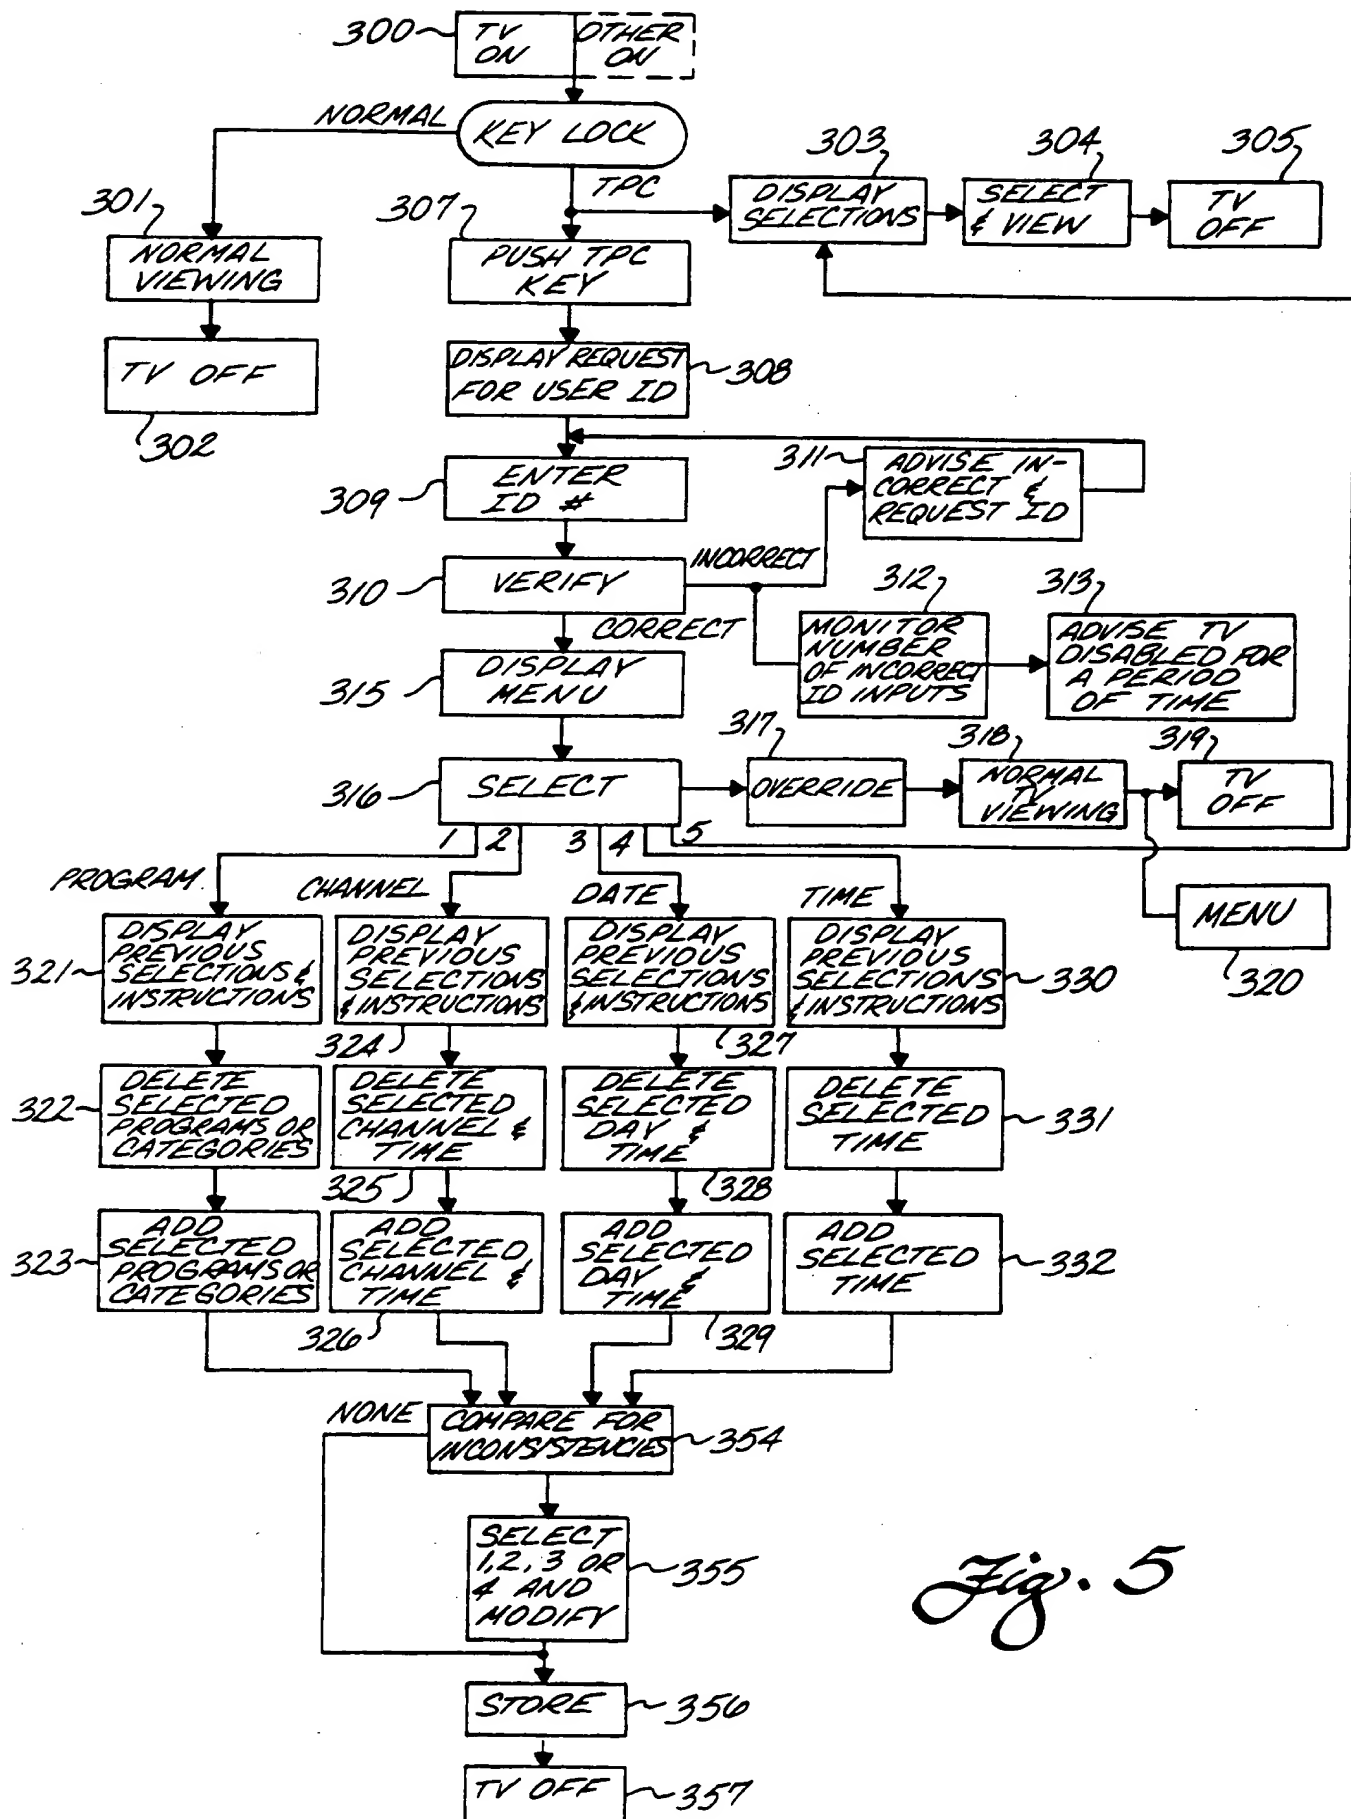 300
TV ON
OTHER ON
NORMAL
KEY LOCK
TPC
303
304
305
DISPLAY
SELECTIONS
SELECT
& VIEW
TV
OFF
301
307
NORMAL
VIEWING
PUSH TPC
KEY
TV OFF
302
DISPLAY REQUEST
FOR USER ID
308
309
ENTER
ID #
311
ADVISE IN-
CORRECT &
REQUEST ID
310
VERIFY
INCORRECT
CORRECT
312
313
MONITOR
NUMBER
OF INCORRECT
ID INPUTS
ADVISE TV
DISABLED FOR
A PERIOD
OF TIME
315
DISPLAY
MENU
316
SELECT
317
318
319
OVERRIDE
NORMAL
TV
VIEWING
TV
OFF
1 2 3 4 5
PROGRAM.
CHANNEL
DATE
TIME
MENU
320
321
DISPLAY
PREVIOUS
SELECTIONS &
INSTRUCTIONS
DISPLAY
PREVIOUS
SELECTIONS
& INSTRUCTIONS
324
DISPLAY
PREVIOUS
SELECTIONS
& INSTRUCTIONS
327
DISPLAY
PREVIOUS
SELECTIONS
& INSTRUCTIONS
330
322
DELETE
SELECTED
PROGRAMS OR
CATEGORIES
DELETE
SELECTED
CHANNEL &
TIME
325
DELETE
SELECTED
DAY &
TIME
328
DELETE
SELECTED
TIME
331
323
ADD
SELECTED
PROGRAMS OR
CATEGORIES
ADD
SELECTED
CHANNEL &
TIME
326
ADD
SELECTED
DAY &
TIME
329
ADD
SELECTED
TIME
332
NONE
COMPARE FOR
INCONSISTENCIES
354
SELECT
1, 2, 3 OR
4 AND
MODIFY
355
Fig. 5
STORE
356
TV OFF
357